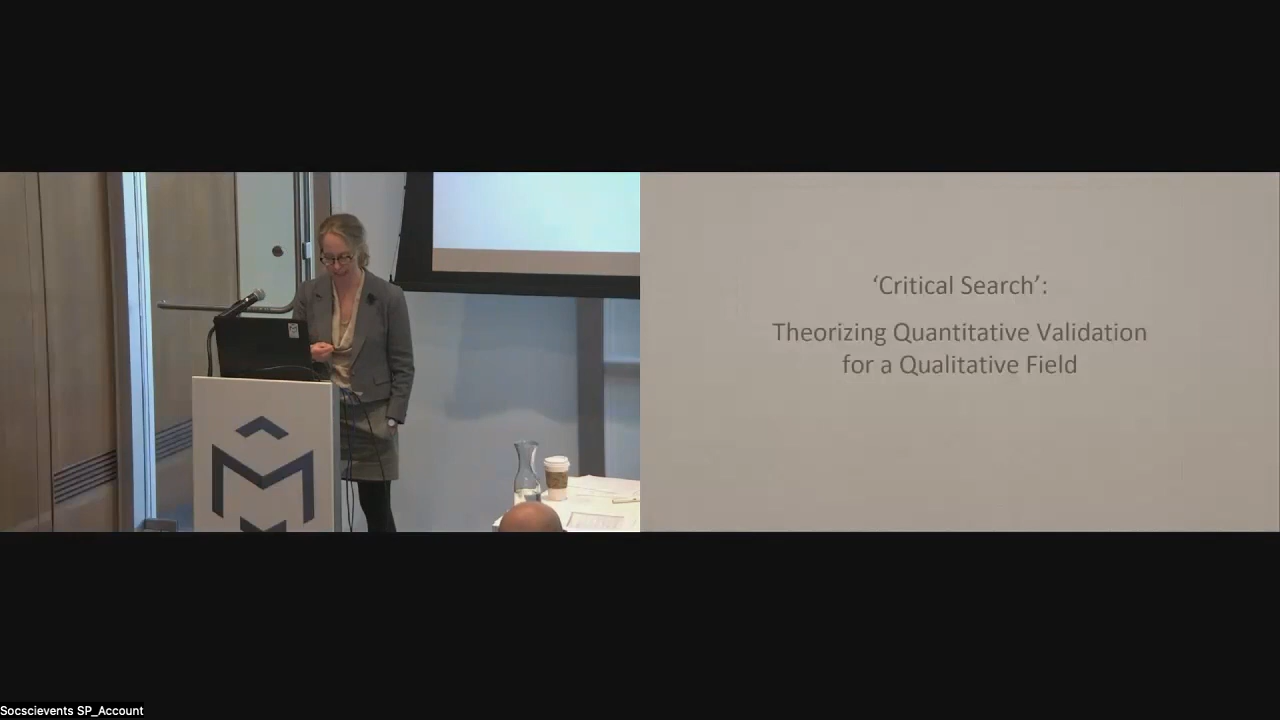 ‘Critical Search’:
Theorizing Quantitative Validation
for a Qualitative Field
Socscievents SP_Account